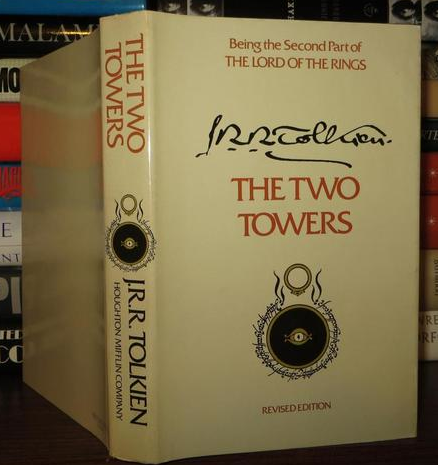 Being the Second Part of
THE LORD OF THE RINGS
J.R.R. Tolkien.
THE TWO
TOWERS
REVISED EDITION
THE TWO
TOWERS
J.R.R. TOLKIEN
HOUGHTON MIFFLIN COMPANY
MALAM